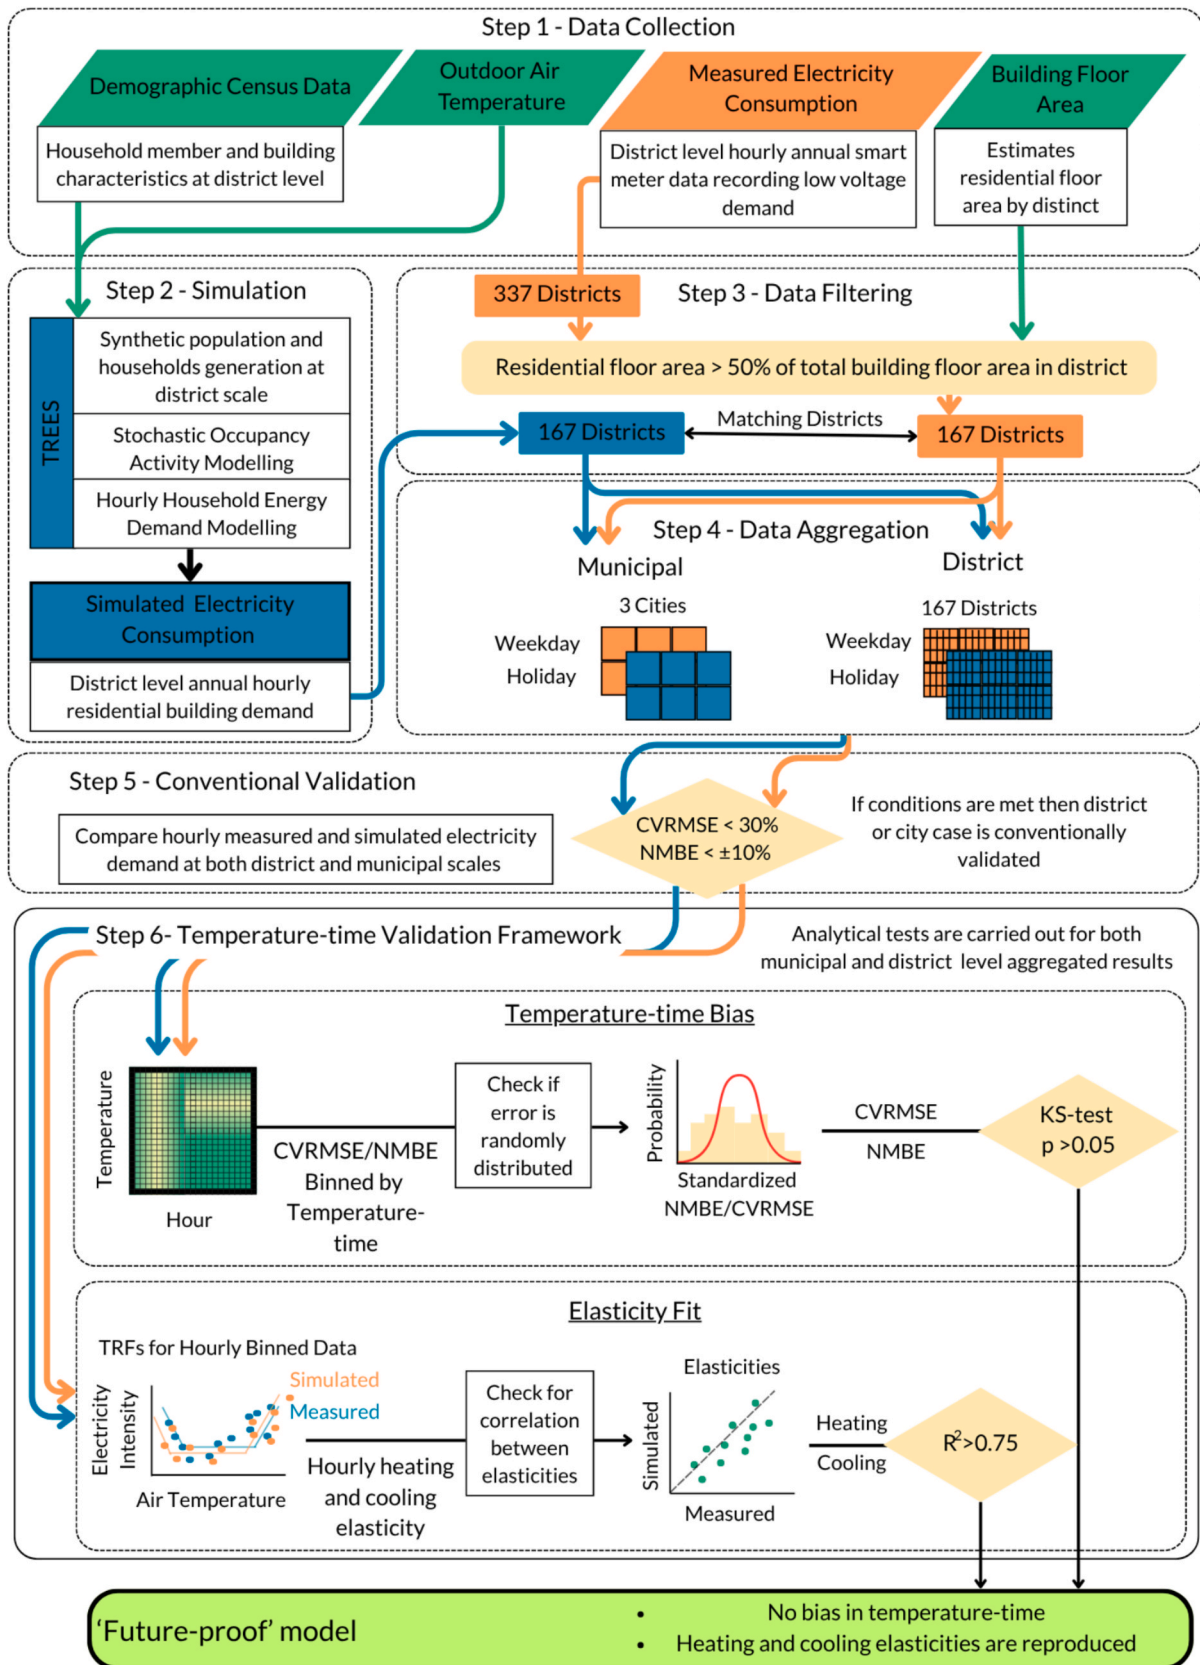 Step 1 - Data Collection
Demographic Census Data
Outdoor Air
Temperature
Measured Electricity
Consumption
Building Floor
Area
Household member and building
characteristics at district level
District level hourly annual smart
meter data recording low voltage
demand
Estimates
residential floor
area by distinct
Step 2 - Simulation
TREES
Synthetic population and
households generation at
district scale
Stochastic Occupancy
Activity Modelling
Hourly Household Energy
Demand Modelling
Simulated Electricity
Consumption
District level annual hourly
residential building demand
337 Districts
Step 3 - Data Filtering
Residential floor area > 50% of total building floor area in district
167 Districts
Matching Districts
167 Districts
Step 4 - Data Aggregation
Municipal
3 Cities
Weekday
Holiday
District
167 Districts
Weekday
Holiday
Step 5 - Conventional Validation
Compare hourly measured and simulated electricity
demand at both district and municipal scales
CVRMSE < 30%
NMBE < ±10%
If conditions are met then district
or city case is conventionally
validated
Step 6- Temperature-time Validation Framework
Analytical tests are carried out for both
municipal and district level aggregated results
Temperature-time Bias
Temperature
Hour
CVRMSE/NMBE
Binned by
Temperature-
time
Check if
error is
randomly
distributed
Probability
Standardized
NMBE/CVRMSE
CVRMSE
NMBE
KS-test
p >0.05
Elasticity Fit
TRFs for Hourly Binned Data
Simulated
Measured
Electricity
Intensity
Air Temperature
Hourly heating
and cooling
elasticity
Check for
correlation
between
elasticities
Elasticities
Simulated
Measured
Heating
Cooling
R²>0.75
'Future-proof' model
• No bias in temperature-time
• Heating and cooling elasticities are reproduced